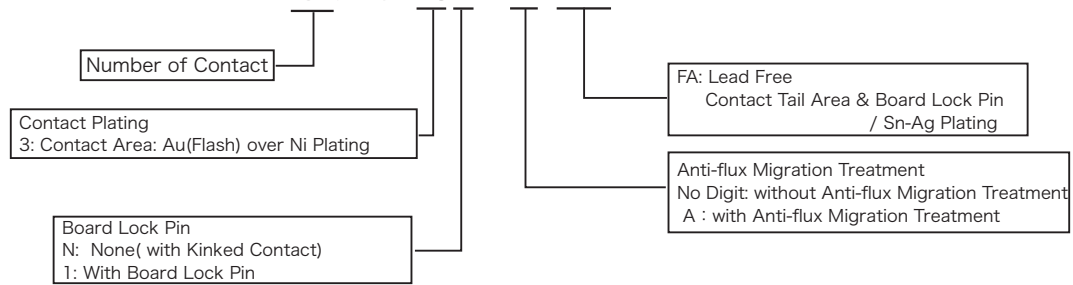 Number of Contact
FA: Lead Free
Contact Tail Area & Board Lock Pin
/ Sn-Ag Plating
Contact Plating
3: Contact Area: Au(Flash) over Ni Plating
Anti-flux Migration Treatment
No Digit: without Anti-flux Migration Treatment
A : with Anti-flux Migration Treatment
Board Lock Pin
N: None( with Kinked Contact)
1: With Board Lock Pin